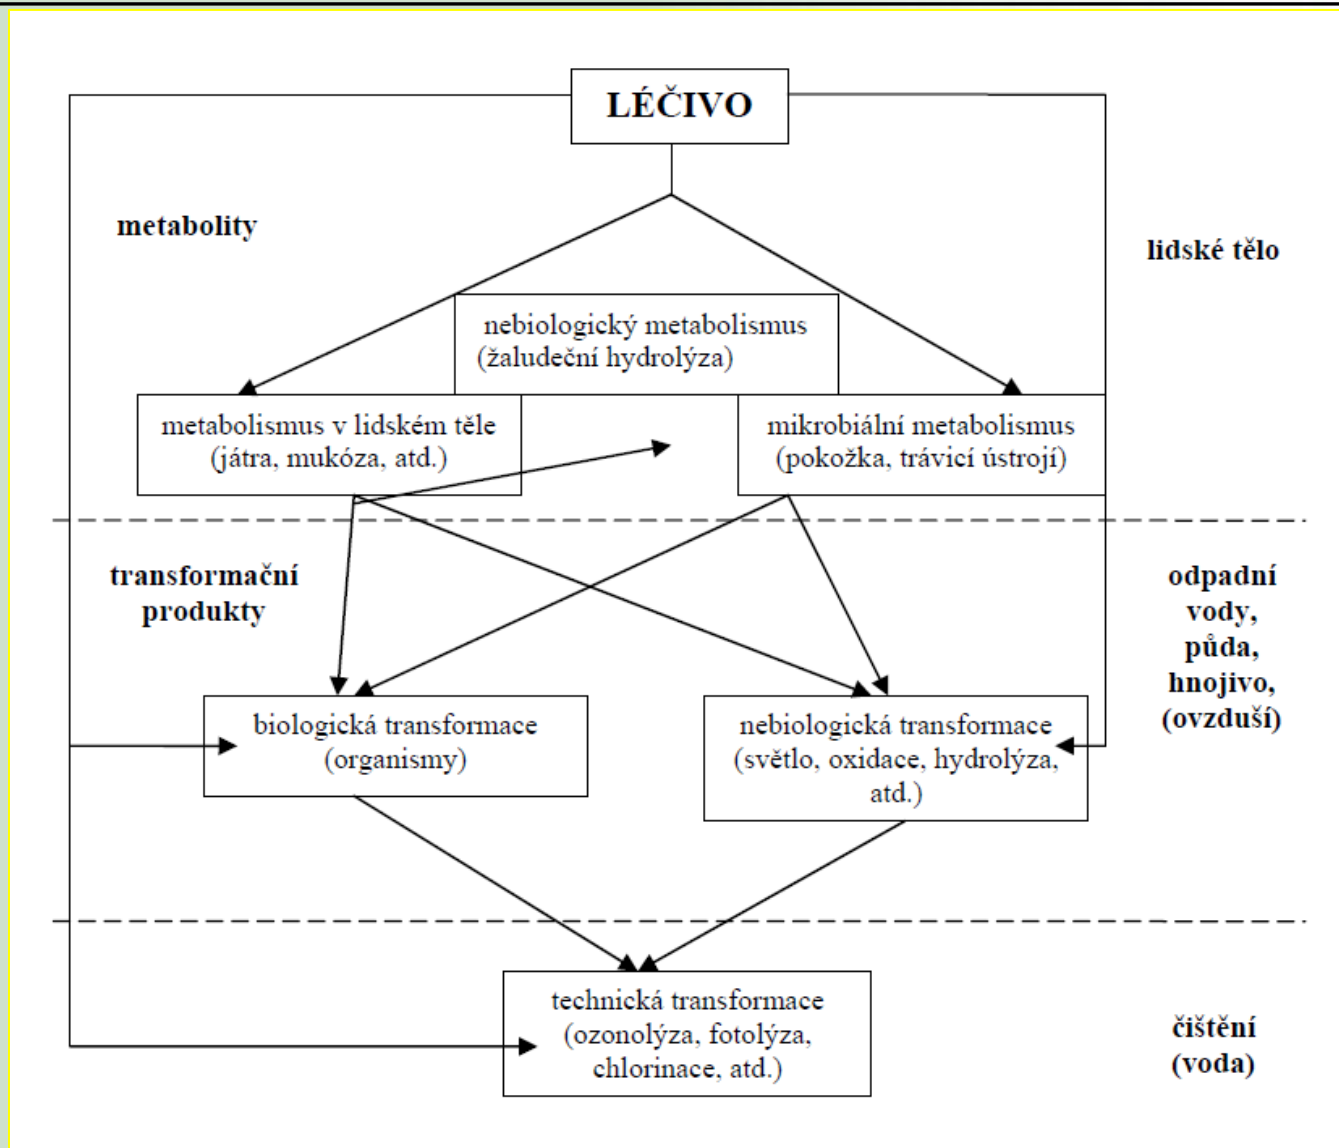 LÉČIVO
metabolity
lidské tělo
nebiologický metabolismus
(žaludeční hydrolýza)
metabolismus v lidském těle
(játra, mukóza, atd.)
mikrobiální metabolismus
(pokožka, trávicí ústrojí)
transformační
produkty
odpadní
vody,
půda,
hnojivo,
(ovzduší)
biologická transformace
(organismy)
nebiologická transformace
(světlo, oxidace, hydrolýza,
atd.)
technická transformace
(ozonolýza, fotolýza,
chlorinace, atd.)
čištění
(voda)